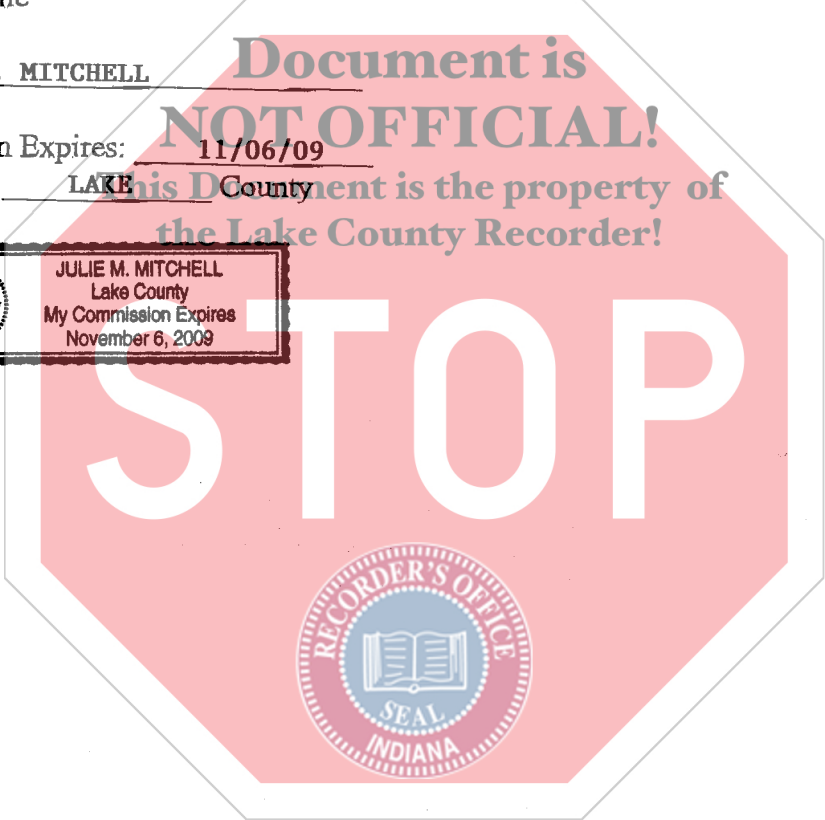 MITCHELL
Document is
NOT OFFICIAL!
Expires: 11/06/09
LAKE County
This Document is the property of
the Lake County Recorder!
JULIE M. MITCHELL
Lake County
My Commission Expires
November 6, 2009
STOP
RECORDER'S OFFICE
SEAL
INDIANA